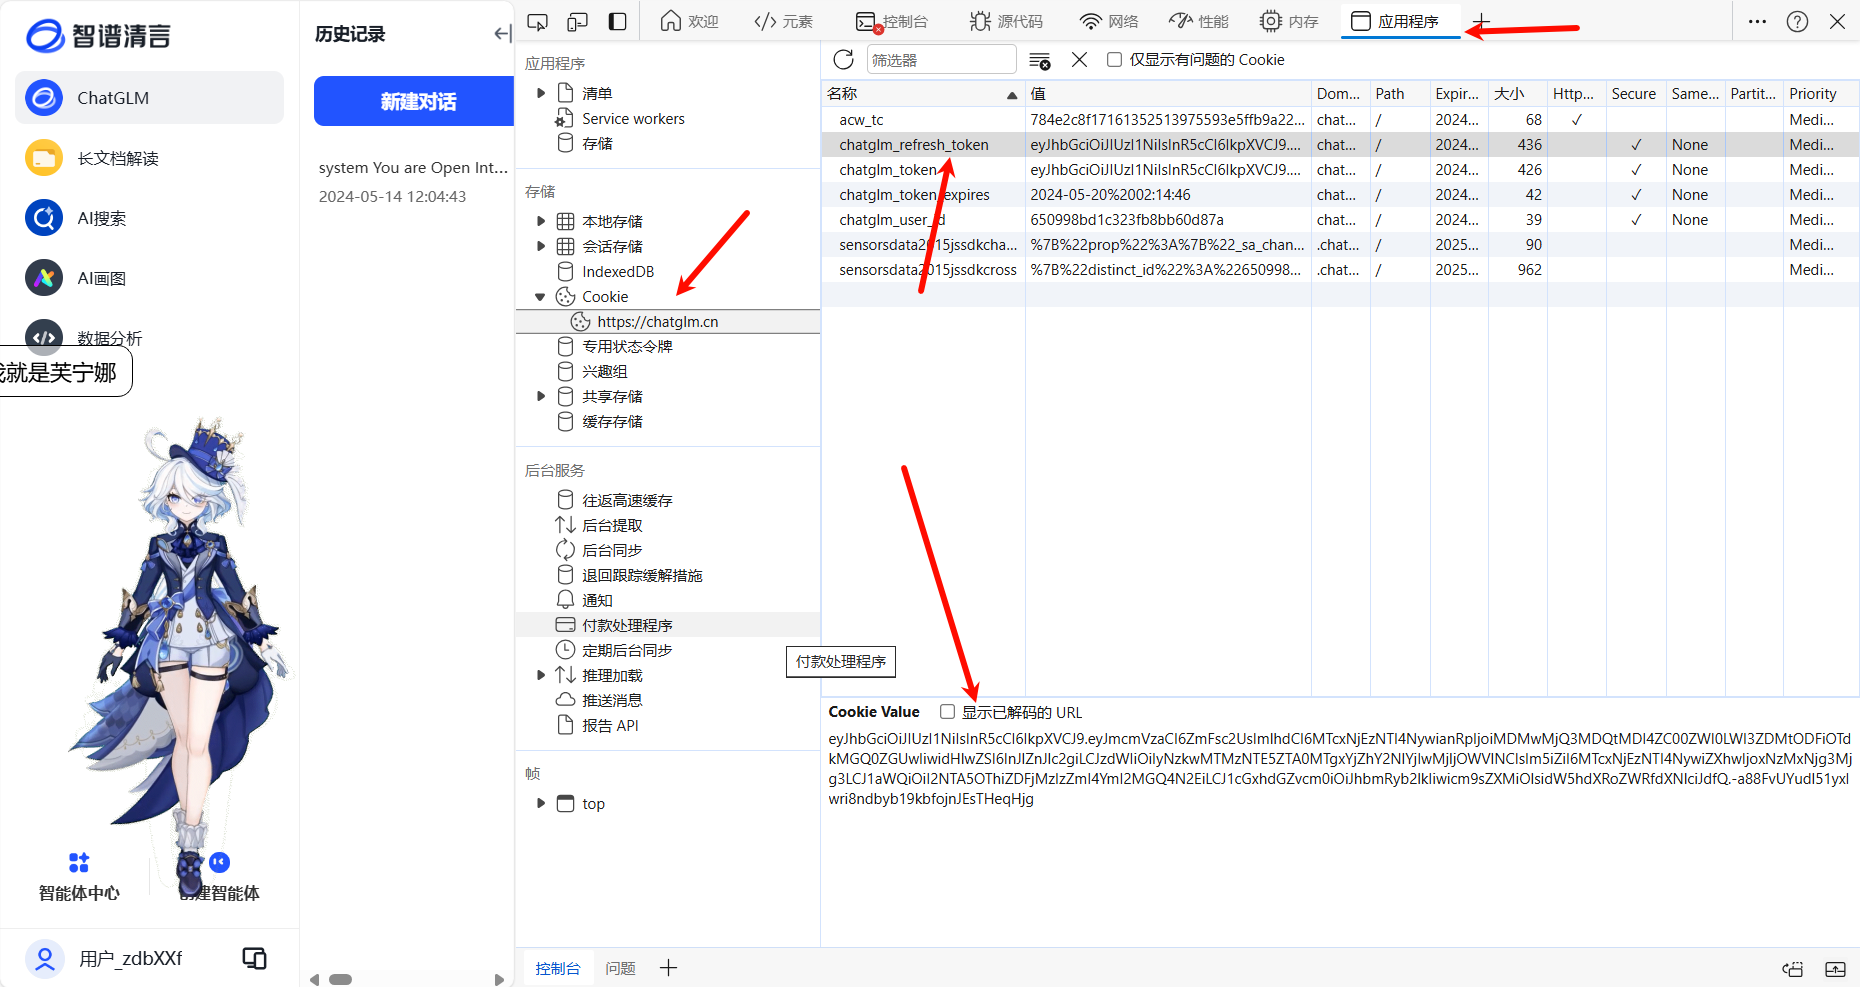 智谱清言
ChatGLM
长文档解读
AI搜索
AI画图
数据分析
就是芙宁娜
智能体中心
建智能体
用户_zdbXXf
历史记录
新建对话
system You are Open Int...
2024-05-14 12:04:43
欢迎
元素
控制台
源代码
网络
性能
内存
应用程序
应用程序
清单
Service workers
存储
存储
本地存储
会话存储
IndexedDB
Cookie
https://chatglm.cn
专用状态令牌
兴趣组
共享存储
缓存存储
后台服务
往返高速缓存
后台提取
后台同步
退回跟踪缓解措施
通知
付款处理程序
定期后台同步
推理加载
推送消息
报告 API
帧
top
付款处理程序
筛选器
仅显示有问题的 Cookie
名称 值 Dom... Path Expir... 大小 Http... Secure Same... Partit... Priority
acw_tc 784e2c8f17161352513975593e5ffb9a22... chat... / 2024... 68 ✓ Medi...
chatglm_refresh_token eyJhbGciOiJIUzI1NiIsInR5cCI6IkpXVCJ9.... chat... / 2024... 436 ✓ None Medi...
chatglm_token eyJhbGciOiJIUzI1NiIsInR5cCI6IkpXVCJ9.... chat... / 2024... 426 ✓ None Medi...
chatglm_token_expires 2024-05-20%2002:14:46 chat... / 2024... 42 ✓ None Medi...
chatglm_user_id 650998bd1c323fb8bb60d87a chat... / 2024... 39 ✓ None Medi...
sensorsdata2015jssdkcha... %7B%22prop%22%3A%7B%22_sa_chan... .chat... / 2025... 90 Medi...
sensorsdata2015jssdkcross %7B%22distinct_id%22%3A%22650998... .chat... / 2025... 962 Medi...
Cookie Value 显示已解码的 URL
控制台
问题